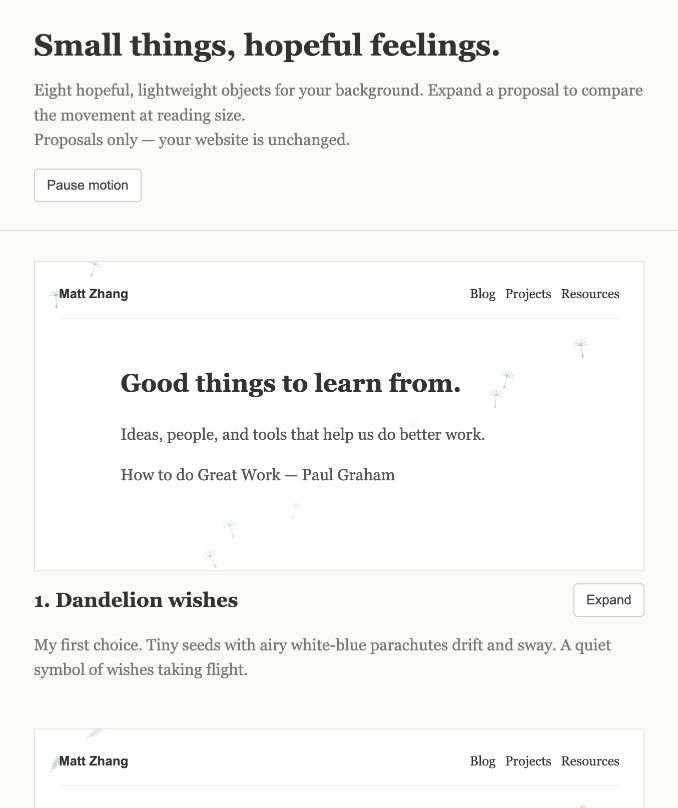 Small things, hopeful feelings.
Eight hopeful, lightweight objects for your background. Expand a proposal to compare
the movement at reading size.
Proposals only — your website is unchanged.
Pause motion
Matt Zhang
Blog Projects Resources
Good things to learn from.
Ideas, people, and tools that help us do better work.
How to do Great Work — Paul Graham
1. Dandelion wishes
Expand
My first choice. Tiny seeds with airy white-blue parachutes drift and sway. A quiet
symbol of wishes taking flight.
Matt Zhang
Blog Projects Resources